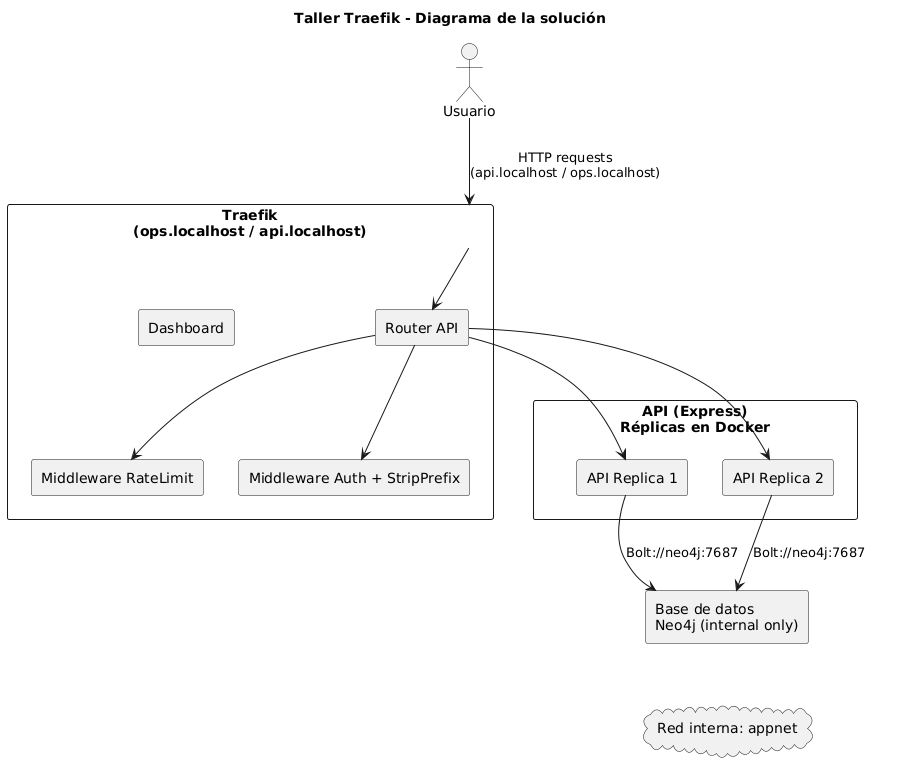 Taller Traefik - Diagrama de la solución
Usuario
HTTP requests
(api.localhost / ops.localhost)
Traefik
(ops.localhost / api.localhost)
Dashboard
Router API
API (Express)
Réplicas en Docker
Middleware RateLimit
Middleware Auth + StripPrefix
API Replica 1
API Replica 2
Bolt://neo4j:7687
Bolt://neo4j:7687
Base de datos
Neo4j (internal only)
Red interna: appnet